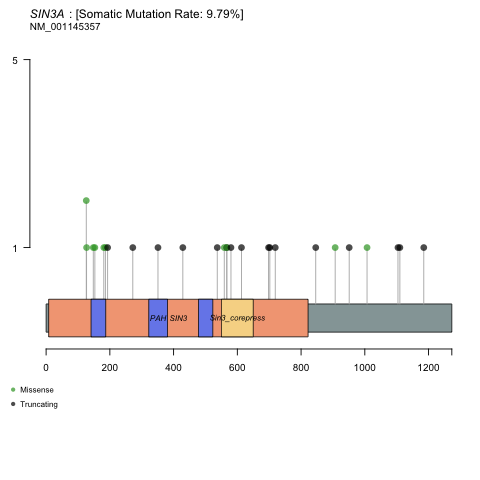 SIN3A : [Somatic Mutation Rate: 9.79%]
NM_001145357
5
1
PAH SIN3 Sin3_corepress
0 200 400 600 800 1000 1200
Missense
Truncating